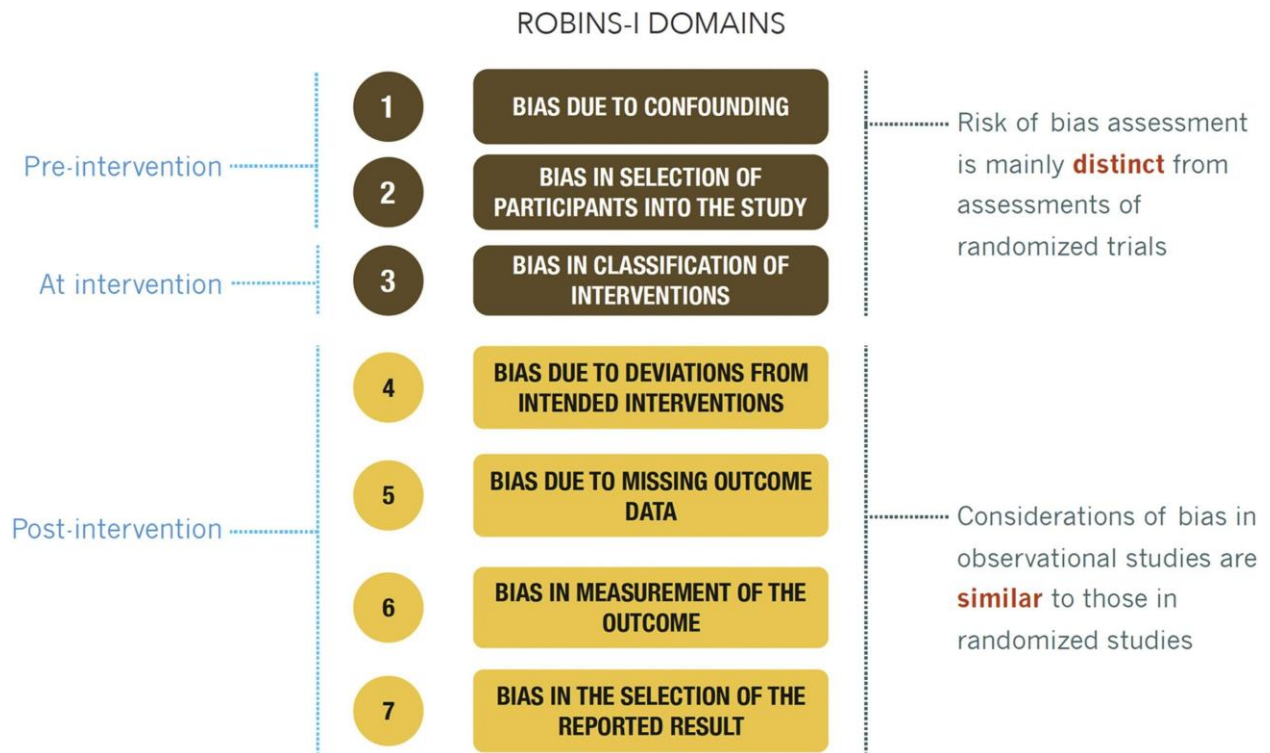 ROBINS-I DOMAINS
Pre-intervention
1
BIAS DUE TO CONFOUNDING
2
BIAS IN SELECTION OF
PARTICIPANTS INTO THE STUDY
At intervention
3
BIAS IN CLASSIFICATION OF
INTERVENTIONS
Risk of bias assessment
is mainly distinct from
assessments of
randomized trials
Post-intervention
4
BIAS DUE TO DEVIATIONS FROM
INTENDED INTERVENTIONS
5
BIAS DUE TO MISSING OUTCOME
DATA
6
BIAS IN MEASUREMENT OF THE
OUTCOME
7
BIAS IN THE SELECTION OF THE
REPORTED RESULT
Considerations of bias in
observational studies are
similar to those in
randomized studies